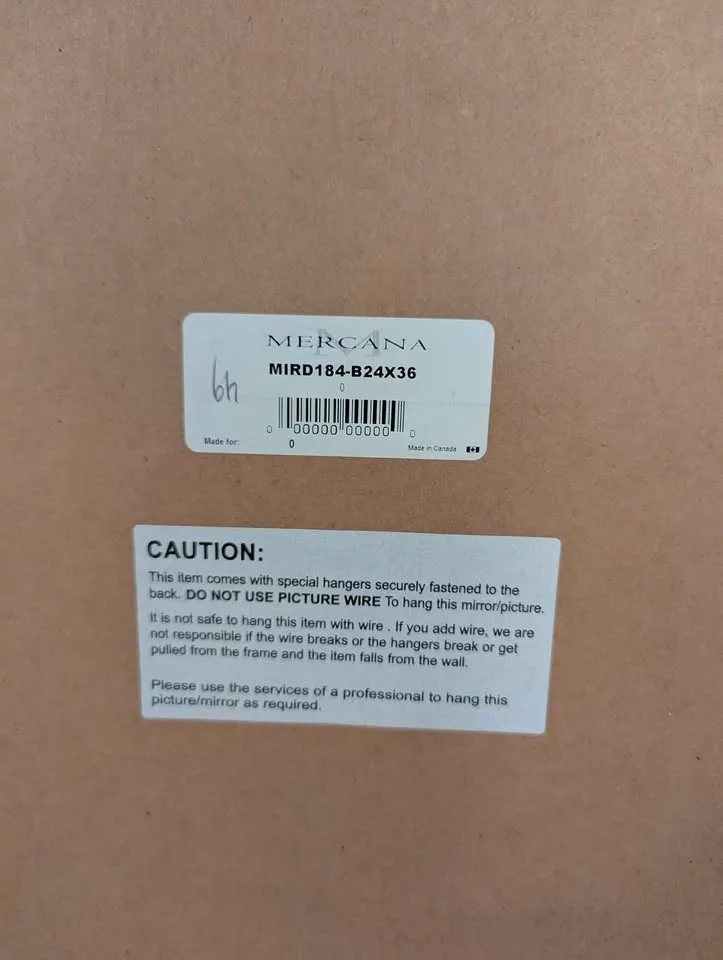 MERCANA
MIRD184-B24X36
0
0 00000 00000 0
Made for:
0
Made in Canada
CAUTION:
This item comes with special hangers securely fastened to the
back. DO NOT USE PICTURE WIRE To hang this mirror/picture.
It is not safe to hang this item with wire . If you add wire, we are
not responsible if the wire breaks or the hangers break or get
pulled from the frame and the item falls from the wall.
Please use the services of a professional to hang this
picture/mirror as required.